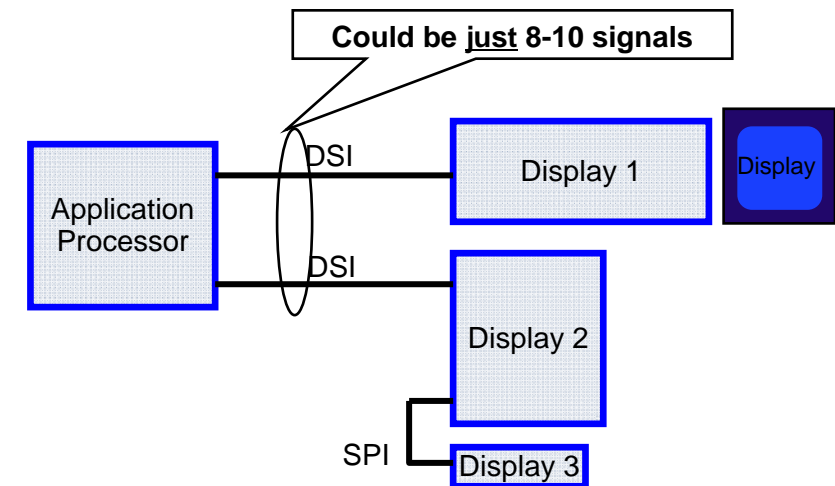 Could be just 8-10 signals
DSI
Display 1
Display
Application
Processor
DSI
Display 2
SPI
Display 3